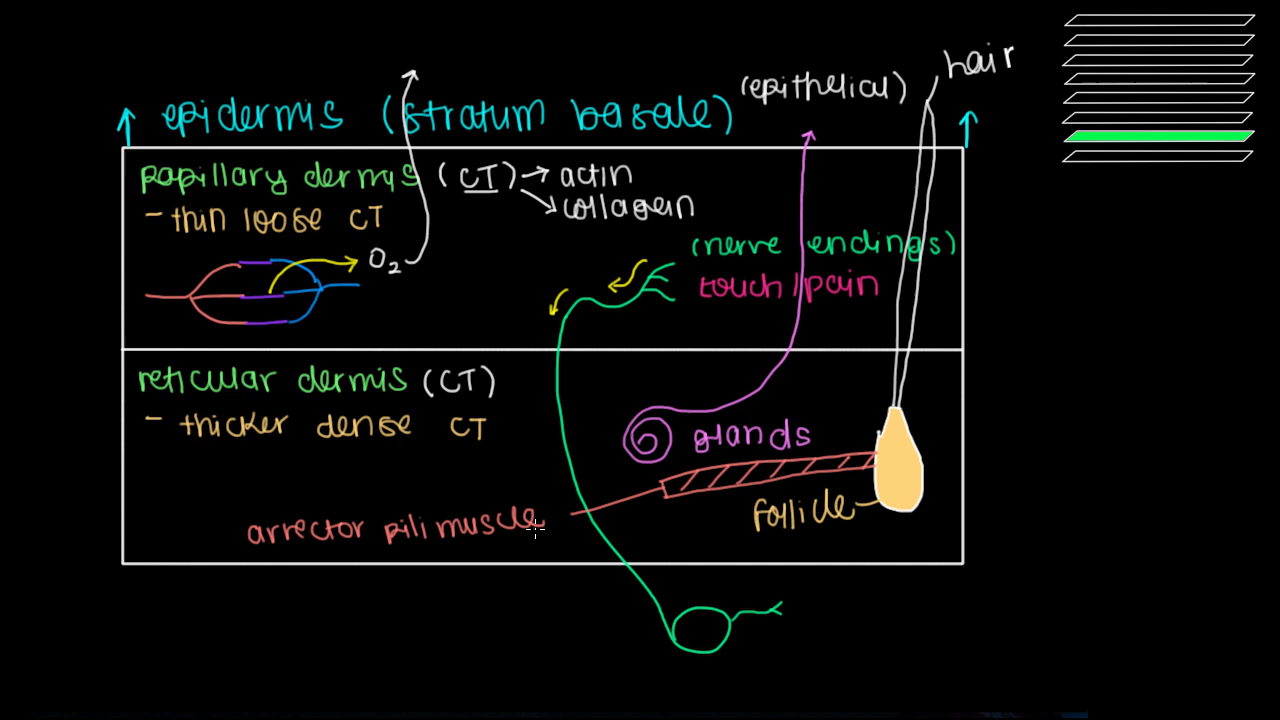 hair
(epithelical)
epidermis (stratum basale)
papillary dermis (CT) → actin
collagen
- thin loose CT
(nerve endings)
O₂
touch/pain
reticular dermis (CT)
- thicker dense CT
glands
follicle
arrector pili muscle